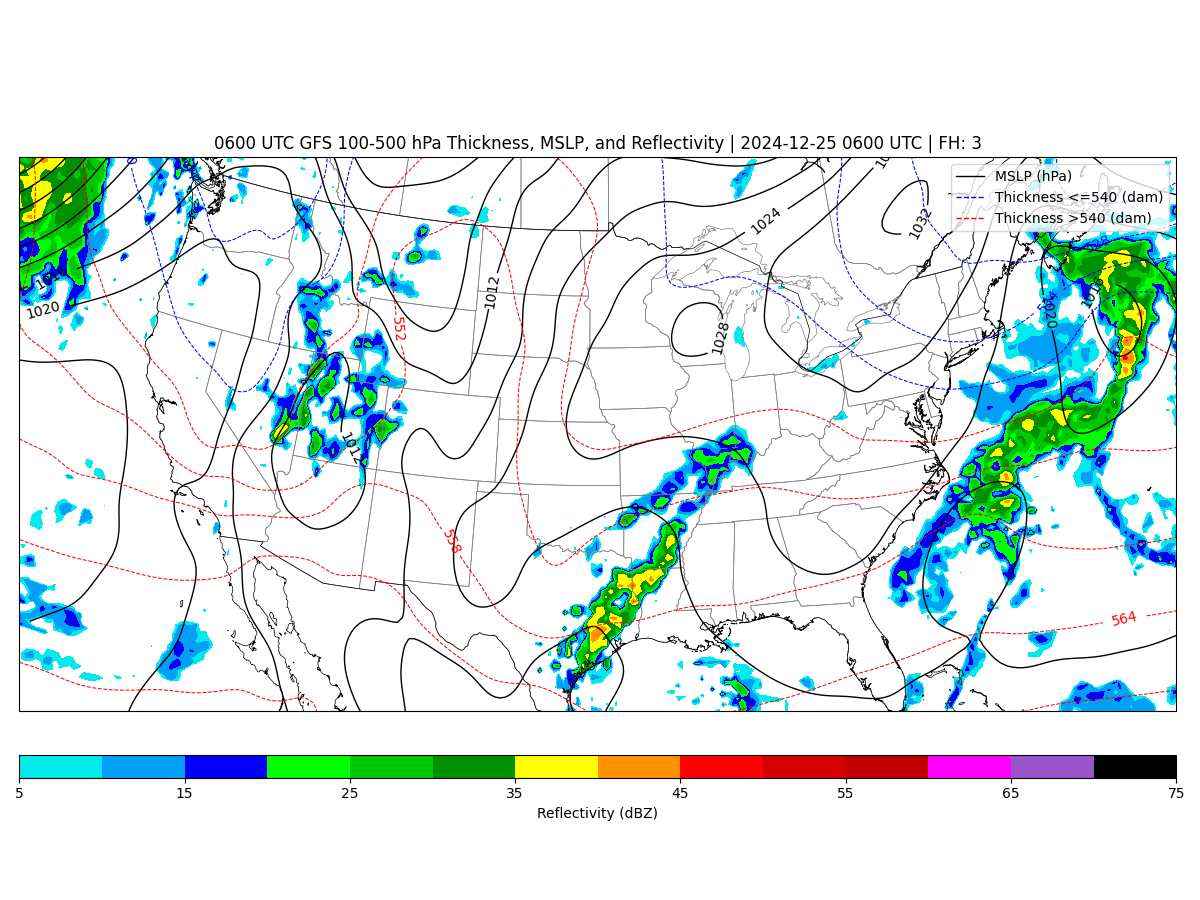 0600 UTC GFS 100-500 hPa Thickness, MSLP, and Reflectivity | 2024-12-25 0600 UTC | FH: 3
MSLP (hPa)
Thickness <=540 (dam)
Thickness >540 (dam)
1024
1032
1012
1016
1020
1020
552
1028
1012
558
564
5 15 25 35 45 55 65 75
Reflectivity (dBZ)